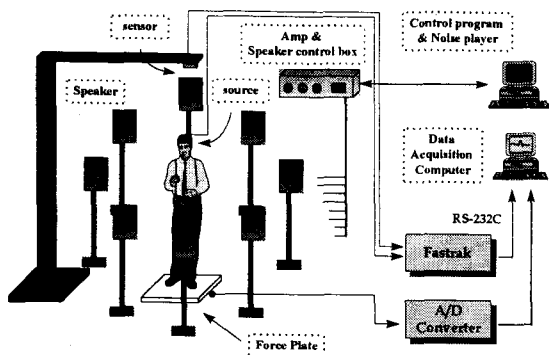 sensor
Amp &
Speaker control box
Control program
& Noise player
Speaker
source
Data
Acquisition
Computer
RS-232C
Fastrak
A/D
Converter
Force Plate